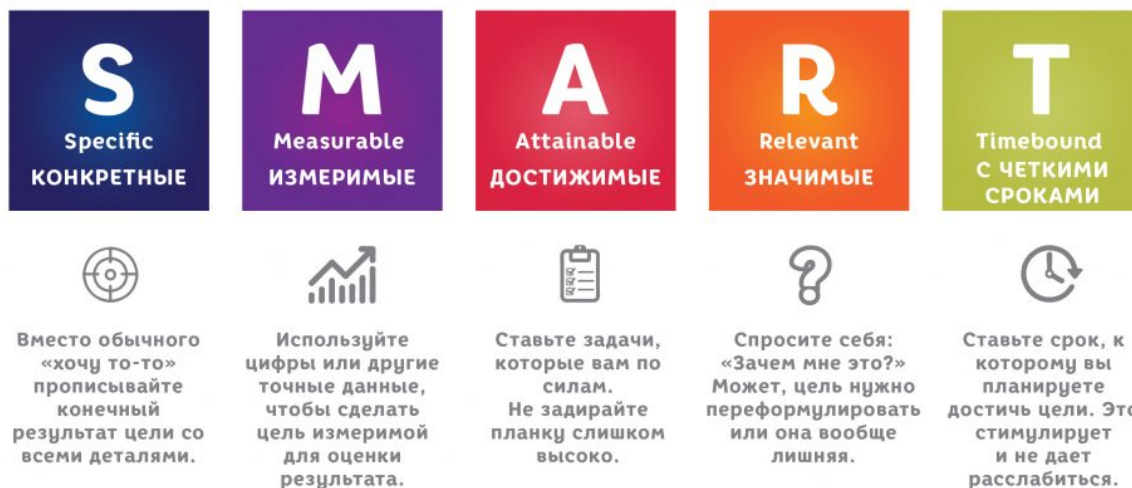 S
Specific
КОНКРЕТНЫЕ
Вместо обычного
«хочу то-то»
прописывайте
конечный
результат цели со
всеми деталями.
M
Measurable
ИЗМЕРИМЫЕ
Используйте
цифры или другие
точные данные,
чтобы сделать
цель измеримой
для оценки
результата.
A
Attainable
ДОСТИЖИМЫЕ
Ставьте задачи,
которые вам по
силам.
Не задирайте
планку слишком
высоко.
R
Relevant
ЗНАЧИМЫЕ
Спросите себя:
«Зачем мне это?»
Может, цель нужно
переформулировать
или она вообще
лишняя.
T
Timebound
С ЧЕТКИМИ
СРОКАМИ
Ставьте срок, к
которому вы
планируете
достичь цели. Это
стимулирует
и не дает
расслабиться.